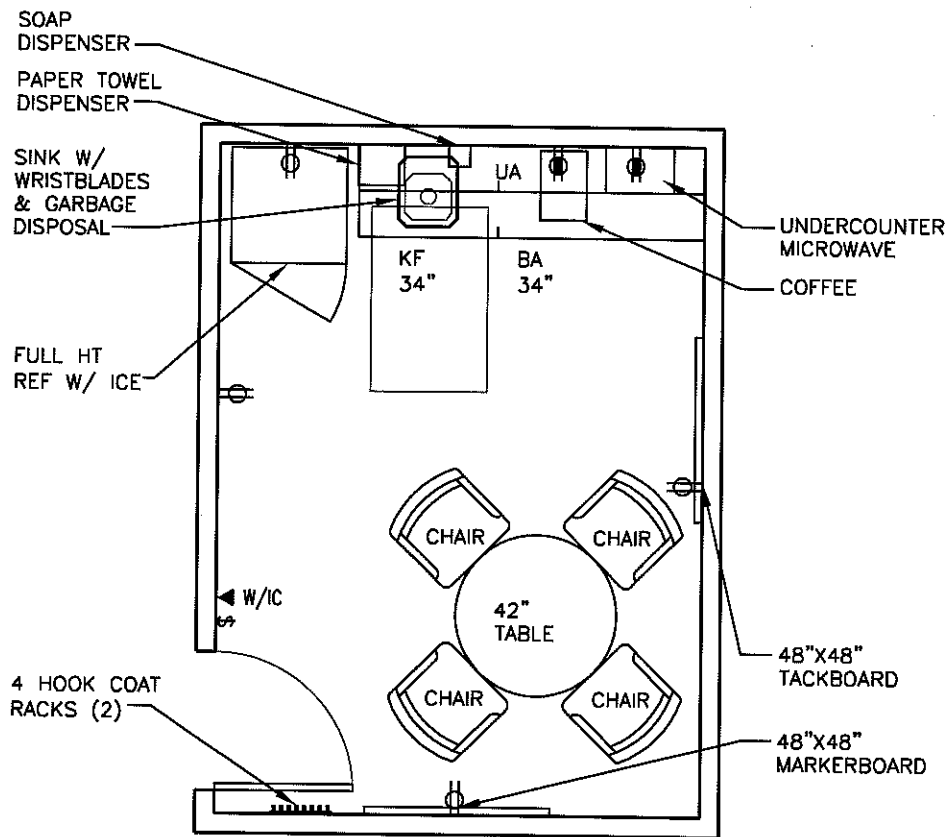 SOAP
DISPENSER
PAPER TOWEL
DISPENSER
SINK W/
WRISTBLADES
& GARBAGE
DISPOSAL
UA
UNDERCOUNTER
MICROWAVE
KF
34"
BA
34"
COFFEE
FULL HT
REF W/ ICE
CHAIR
CHAIR
W/IC
$
42"
TABLE
48"X48"
TACKBOARD
4 HOOK COAT
RACKS (2)
CHAIR
CHAIR
48"X48"
MARKERBOARD